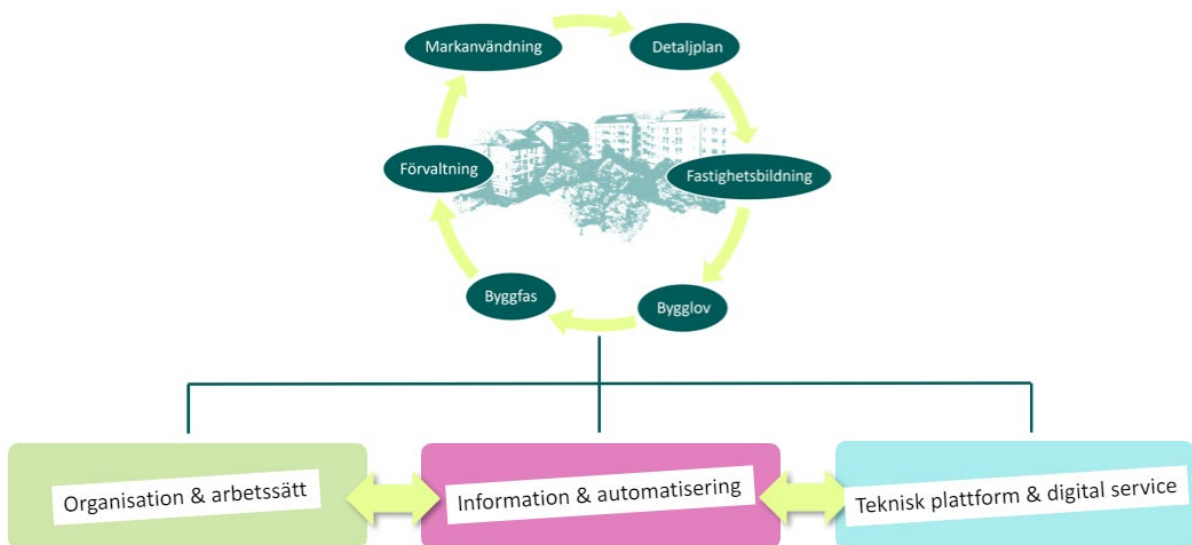 Markanvändning
Detaljplan
Förvaltning
Fastighetsbildning
Byggfas
Bygglov
Organisation & arbetssätt
Information & automatisering
Teknisk plattform & digital service